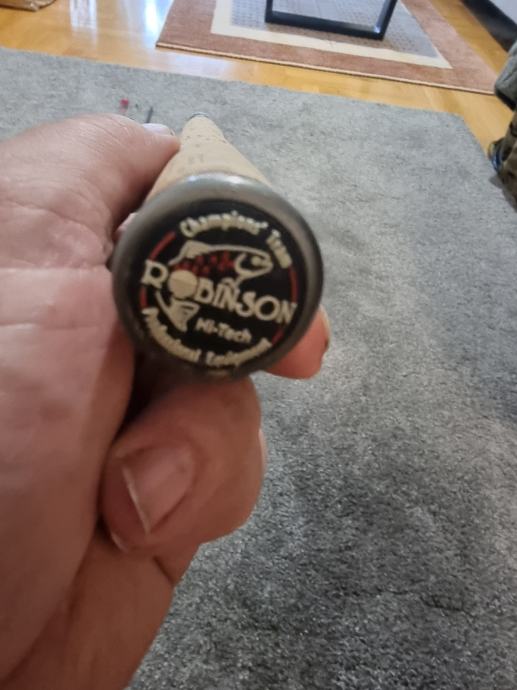 Champions' Team
ROBINSON
Hi-Tech
Professional Equipment